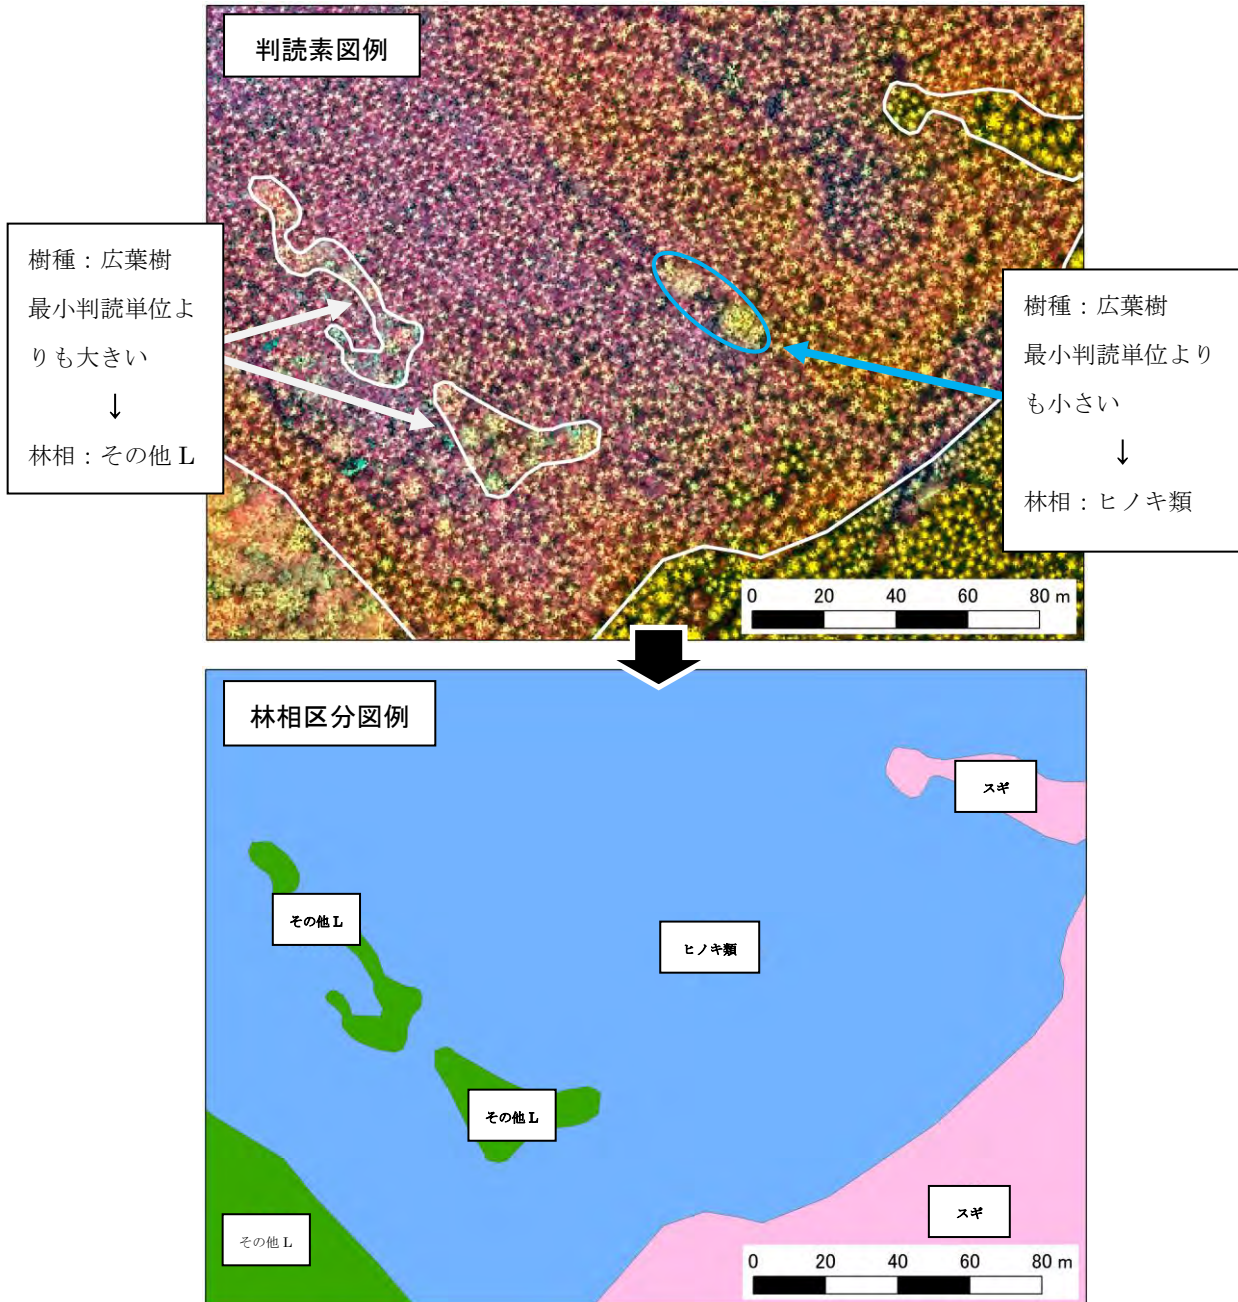 判読素図例
樹種：広葉樹
最小判読単位よ
りも大きい
↓
林相：その他 L
樹種：広葉樹
最小判読単位より
も小さい
↓
林相：ヒノキ類
0 20 40 60 80 m
林相区分図例
スギ
その他 L
ヒノキ類
その他 L
スギ
その他 L
0 20 40 60 80 m